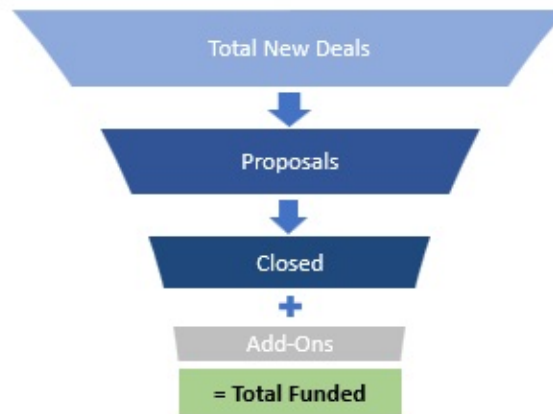 Total New Deals
Proposals
Closed
+
Add-Ons
= Total Funded